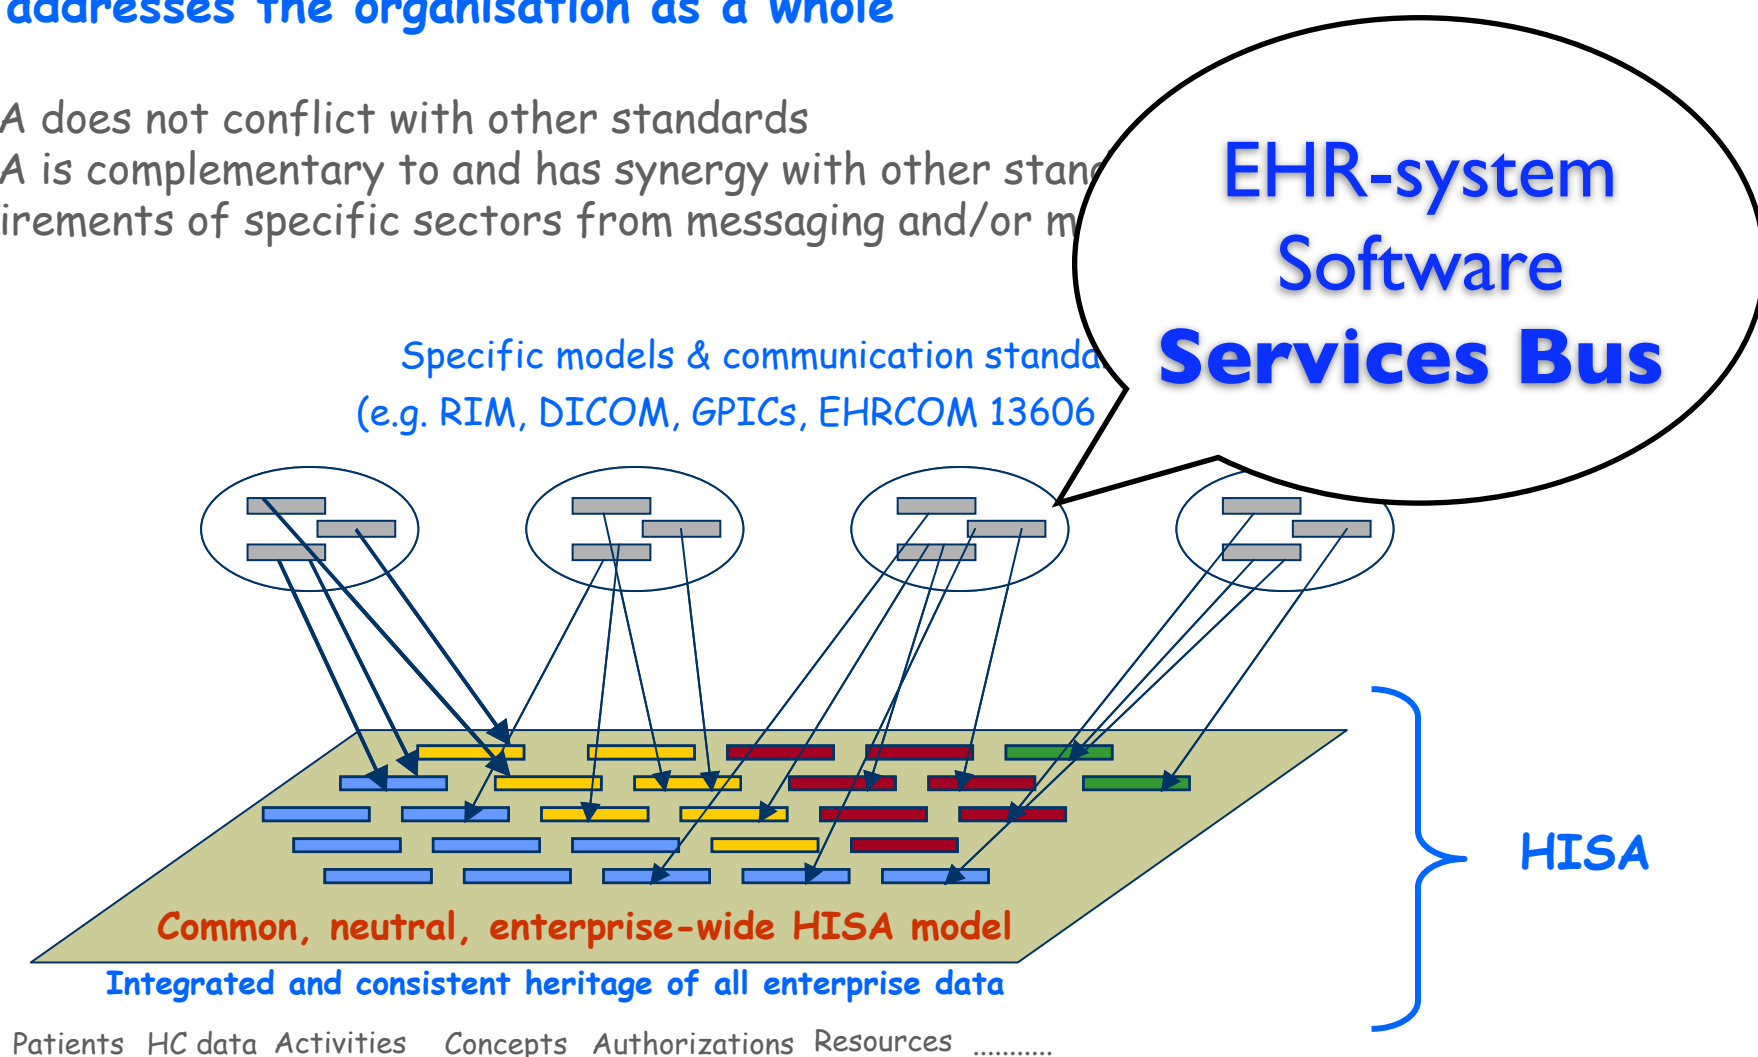 addresses the organisation as a whole
A does not conflict with other standards
A is complementary to and has synergy with other stand
irements of specific sectors from messaging and/or m
EHR-system
Software
Services Bus
Specific models & communication standa
(e.g. RIM, DICOM, GPICs, EHRCOM 13606
HISA
Common, neutral, enterprise-wide HISA model
Integrated and consistent heritage of all enterprise data
Patients HC data Activities Concepts Authorizations Resources ...........